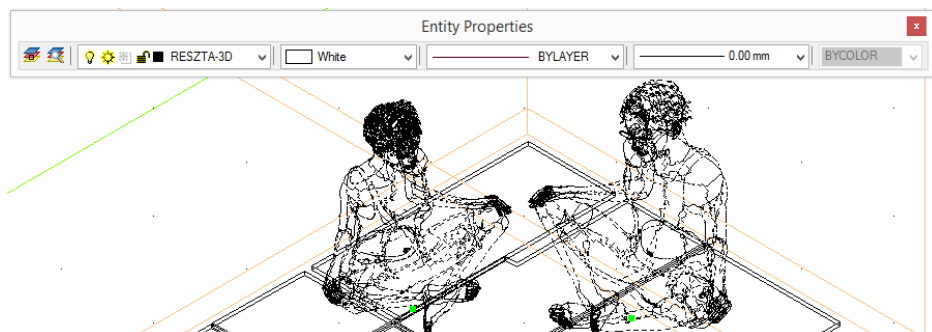 Entity Properties
RESZTA-3D White BYLAYER 0.00 mm BYCOLOR